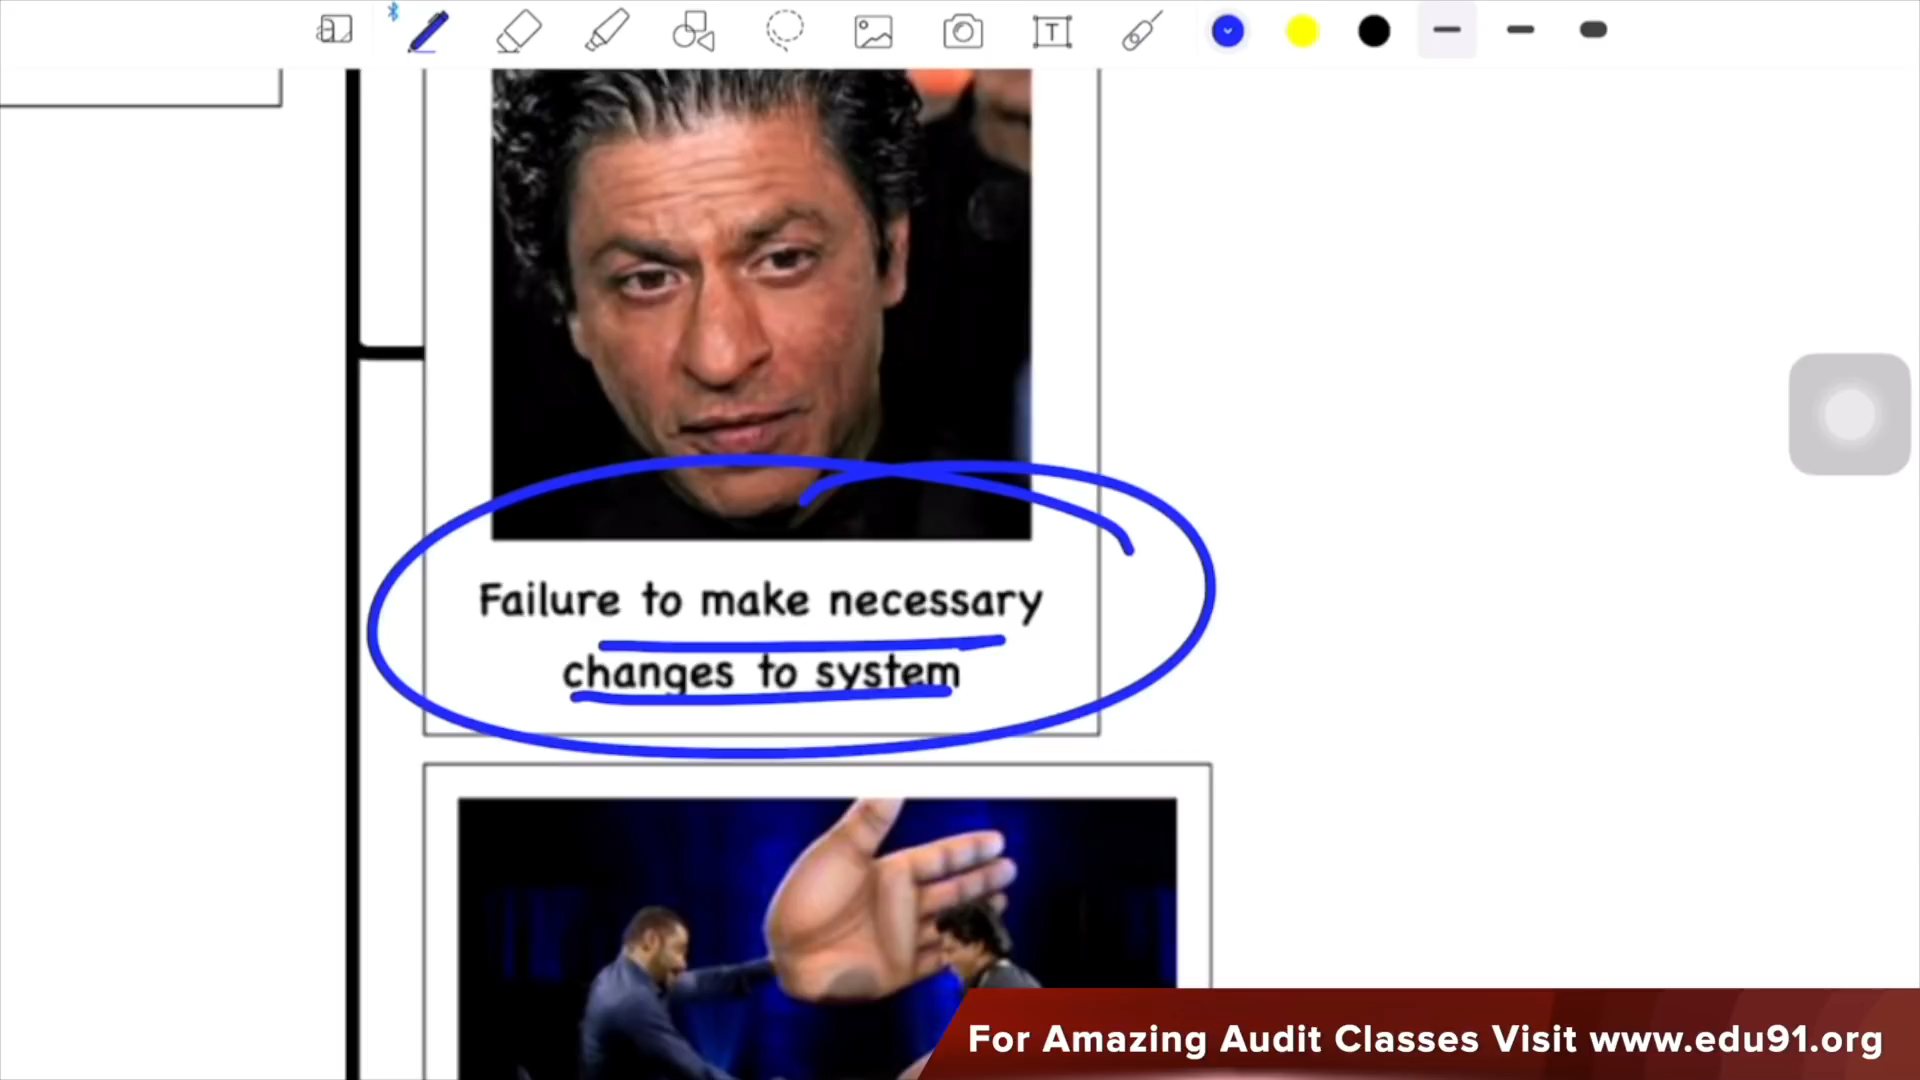 Failure to make necessary
changes to system
For Amazing Audit Classes Visit www.edu91.org